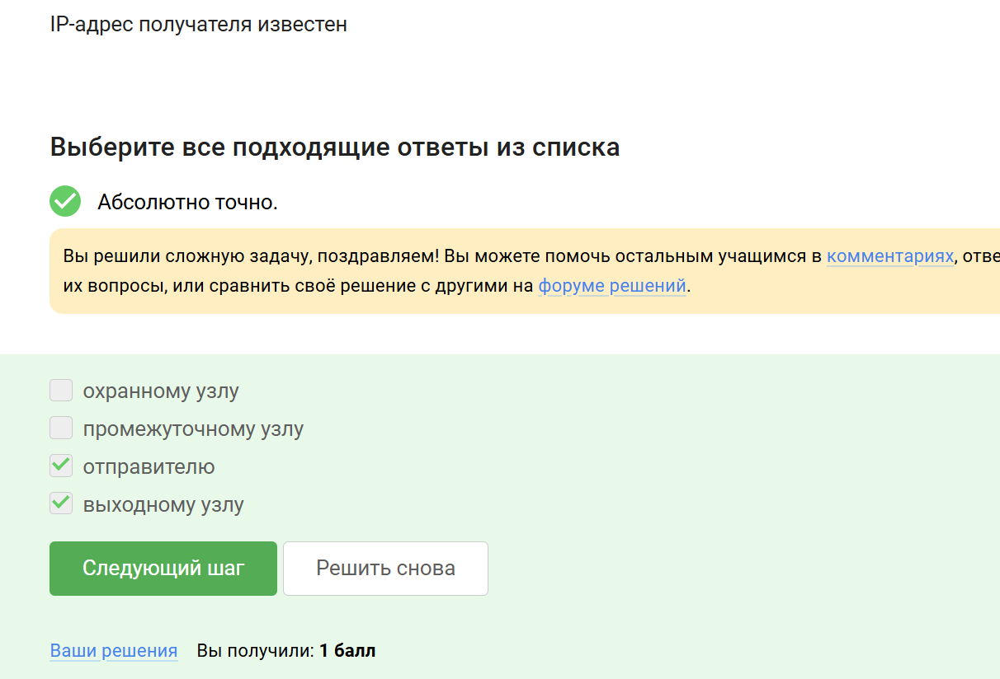 IP-адрес получателя известен
Выберите все подходящие ответы из списка
Абсолютно точно.
Вы решили сложную задачу, поздравляем! Вы можете помочь остальным учащимся в комментариях, отве
их вопросы, или сравнить своё решение с другими на форуме решений.
охранному узлу
промежуточному узлу
отправителю
выходному узлу
Следующий шаг Решить снова
Ваши решения Вы получили: 1 балл